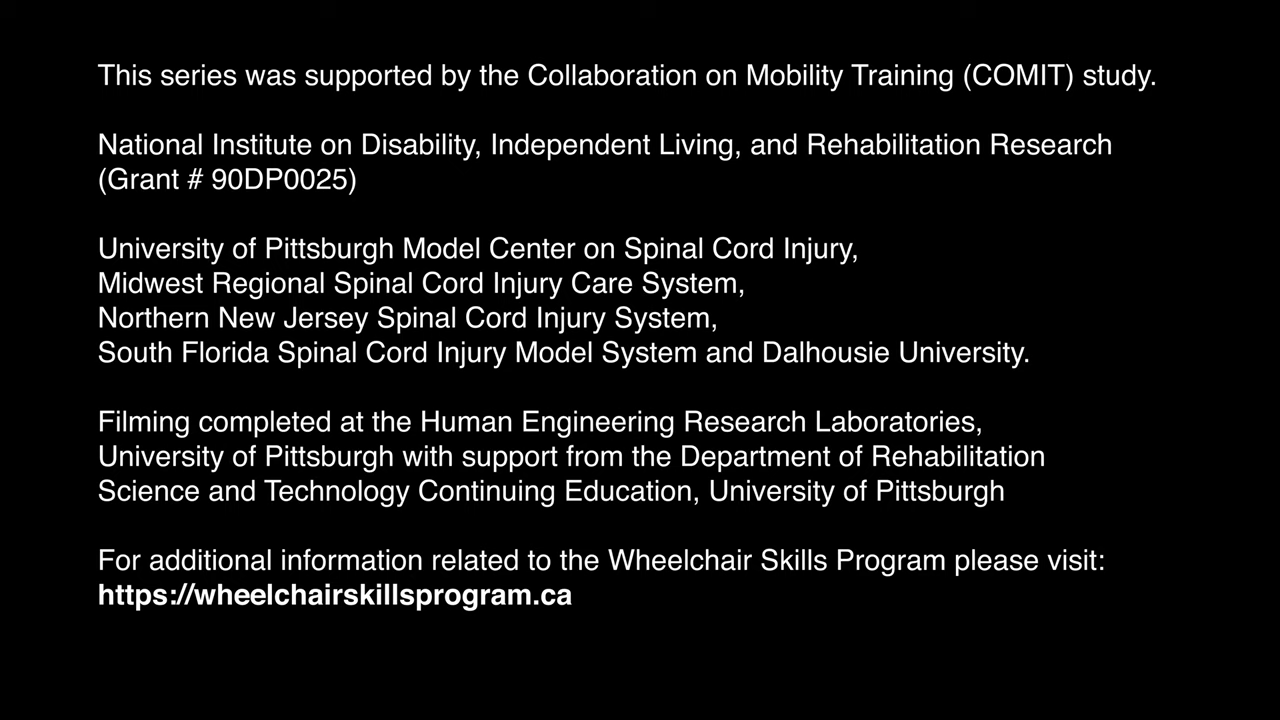 This series was supported by the Collaboration on Mobility Training (COMIT) study.
National Institute on Disability, Independent Living, and Rehabilitation Research
(Grant # 90DP0025)
University of Pittsburgh Model Center on Spinal Cord Injury,
Midwest Regional Spinal Cord Injury Care System,
Northern New Jersey Spinal Cord Injury System,
South Florida Spinal Cord Injury Model System and Dalhousie University.
Filming completed at the Human Engineering Research Laboratories,
University of Pittsburgh with support from the Department of Rehabilitation
Science and Technology Continuing Education, University of Pittsburgh
For additional information related to the Wheelchair Skills Program please visit:
https://wheelchairskillsprogram.ca